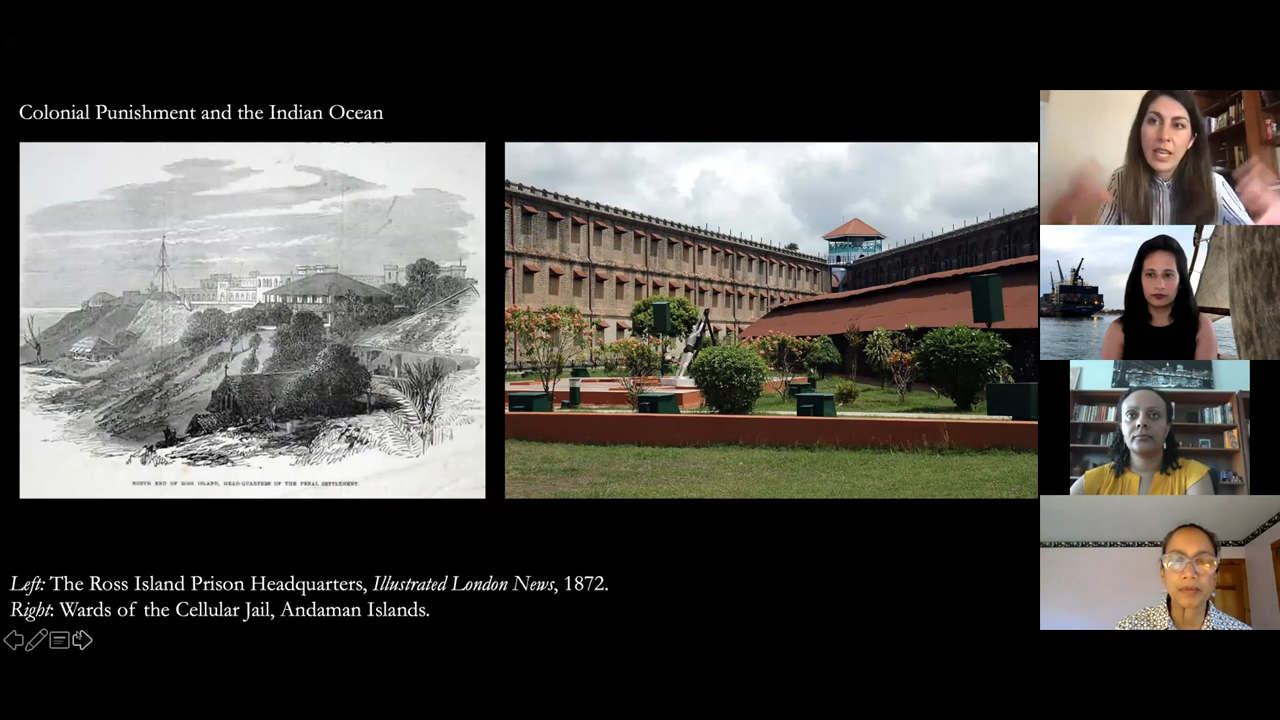 Colonial Punishment and the Indian Ocean
NORTH END OF ROSS ISLAND, HEAD-QUARTERS OF THE PENAL SETTLEMENT.
Left: The Ross Island Prison Headquarters, Illustrated London News, 1872.
Right: Wards of the Cellular Jail, Andaman Islands.